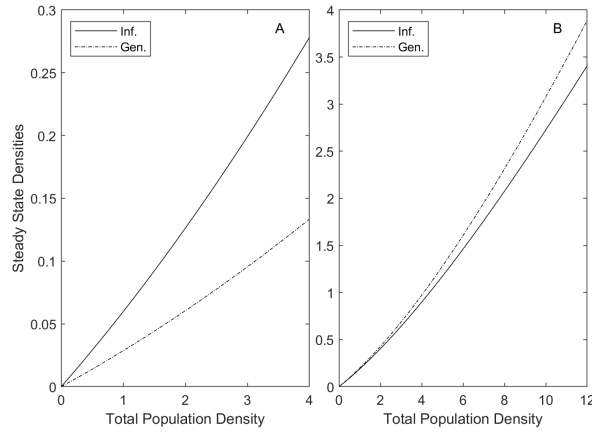 0.3
0.25
0.2
0.15
0.1
0.05
0
Steady State Densities
0 1 2 3 4
Total Population Density
A
Inf.
Gen.
4
3.5
3
2.5
2
1.5
1
0.5
0
0 2 4 6 8 10 12
Total Population Density
B
Inf.
Gen.